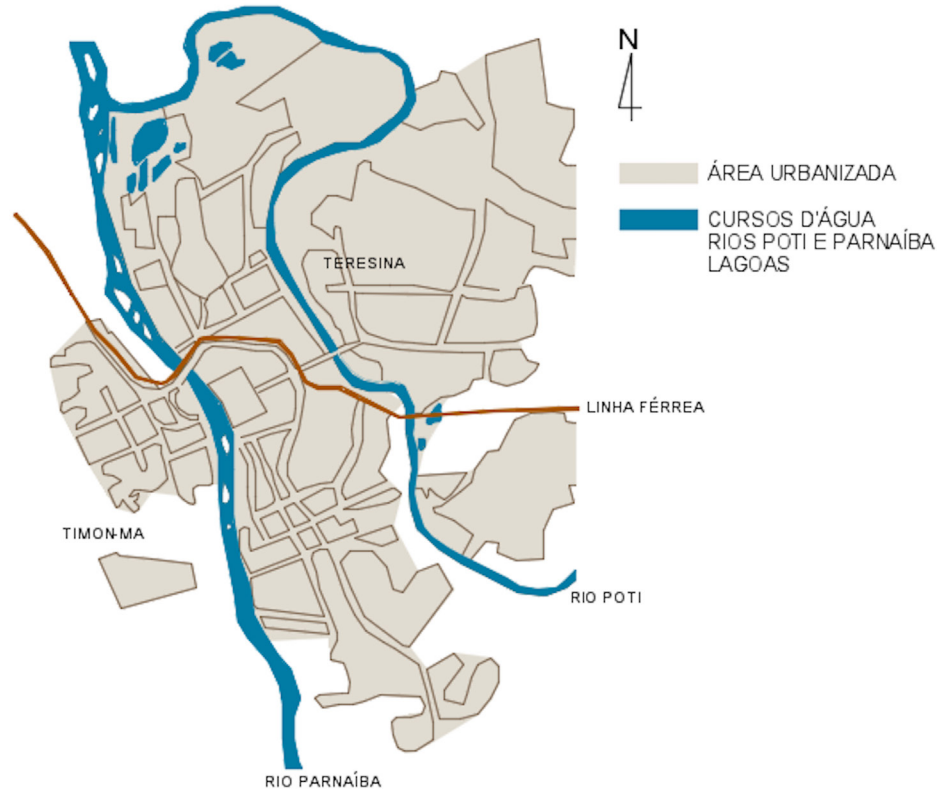 N
ÁREA URBANIZADA
CURSOS D'ÁGUA
RIOS POTI E PARNAÍBA
LAGOAS
TERESINA
LINHA FÉRREA
TIMON-MA
RIO POTI
RIO PARNAÍBA